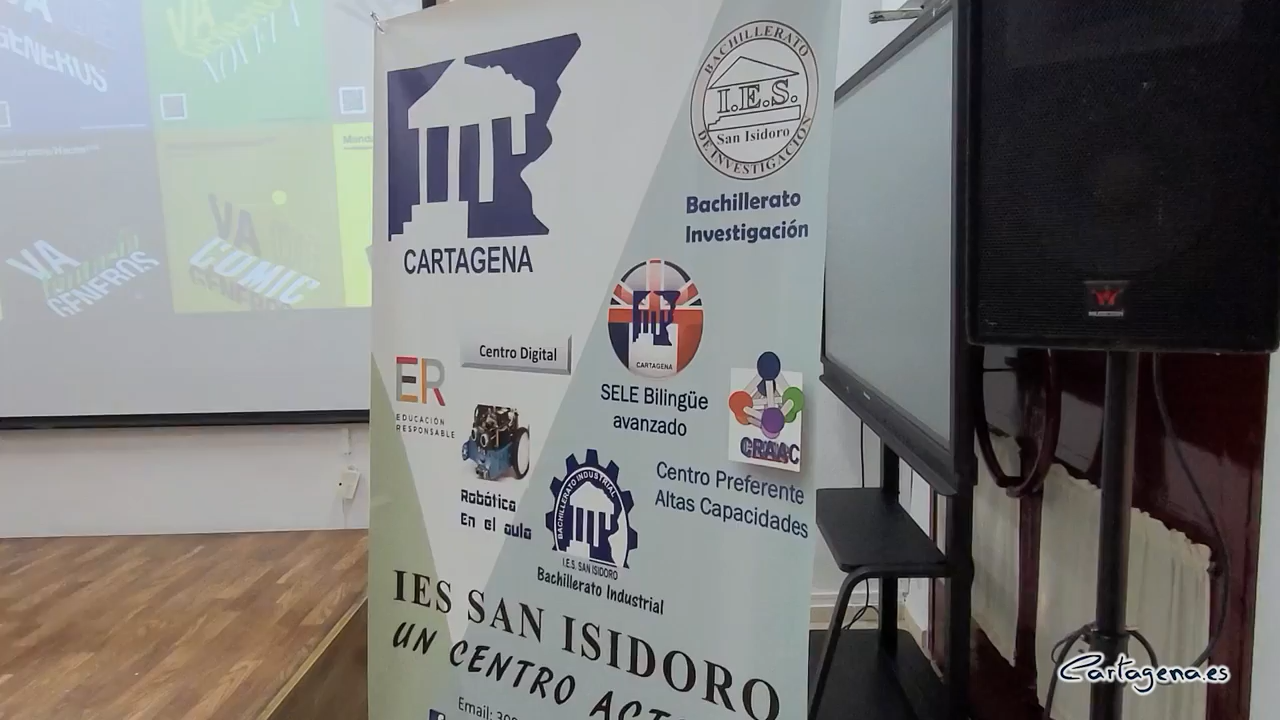 VA
GENEROS
VA
VA
GENEROS
VA
COMIC
CARTAGENA
BACHILLERATO
I.E.S.
San Isidoro
DE INVESTIGACIÓN
Bachillerato
Investigación
CARTAGENA
SELE Bilingüe
avanzado
Centro Digital
ER
EDUCACIÓN
RESPONSABLE
Robótica
En el aula
CRAAC
Centro Preferente
Altas Capacidades
BACHILLERATO INDUSTRIAL
I.E.S. SAN ISIDORO
Bachillerato Industrial
IES SAN ISIDORO
UN CENTRO
Email:
Cartagena.es